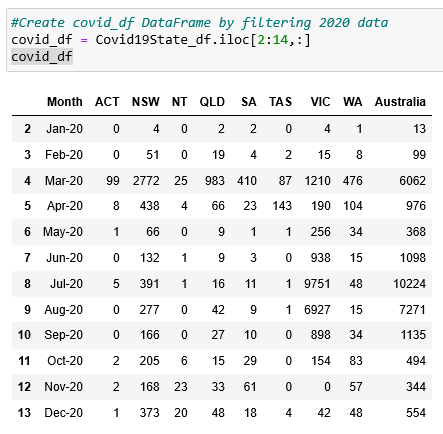 #Create covid_df DataFrame by filtering 2020 data
covid_df = Covid19State_df.iloc[2:14,:]
covid_df
Month ACT NSW NT QLD SA TAS VIC WA Australia
2 Jan-20 0 4 0 2 2 0 4 1 13
3 Feb-20 0 51 0 19 4 2 15 8 99
4 Mar-20 99 2772 25 983 410 87 1210 476 6062
5 Apr-20 8 438 4 66 23 143 190 104 976
6 May-20 1 66 0 9 1 1 256 34 368
7 Jun-20 0 132 1 9 3 0 938 15 1098
8 Jul-20 5 391 1 16 11 1 9751 48 10224
9 Aug-20 0 277 0 42 9 1 6927 15 7271
10 Sep-20 0 166 0 27 10 0 898 34 1135
11 Oct-20 2 205 6 15 29 0 154 83 494
12 Nov-20 2 168 23 33 61 0 0 57 344
13 Dec-20 1 373 20 48 18 4 42 48 554